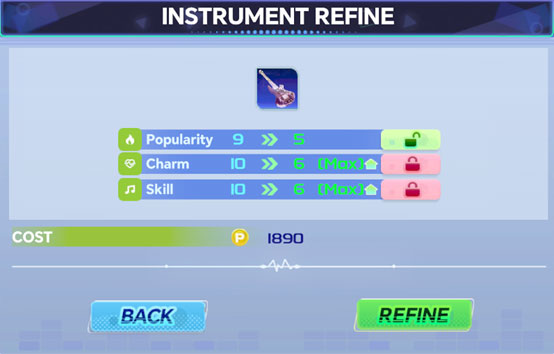 INSTRUMENT REFINE
Popularity 9 >> 5
Charm 10 >> 6 (Max)
Skill 10 >> 6 (Max)
COST P 1890
BACK REFINE